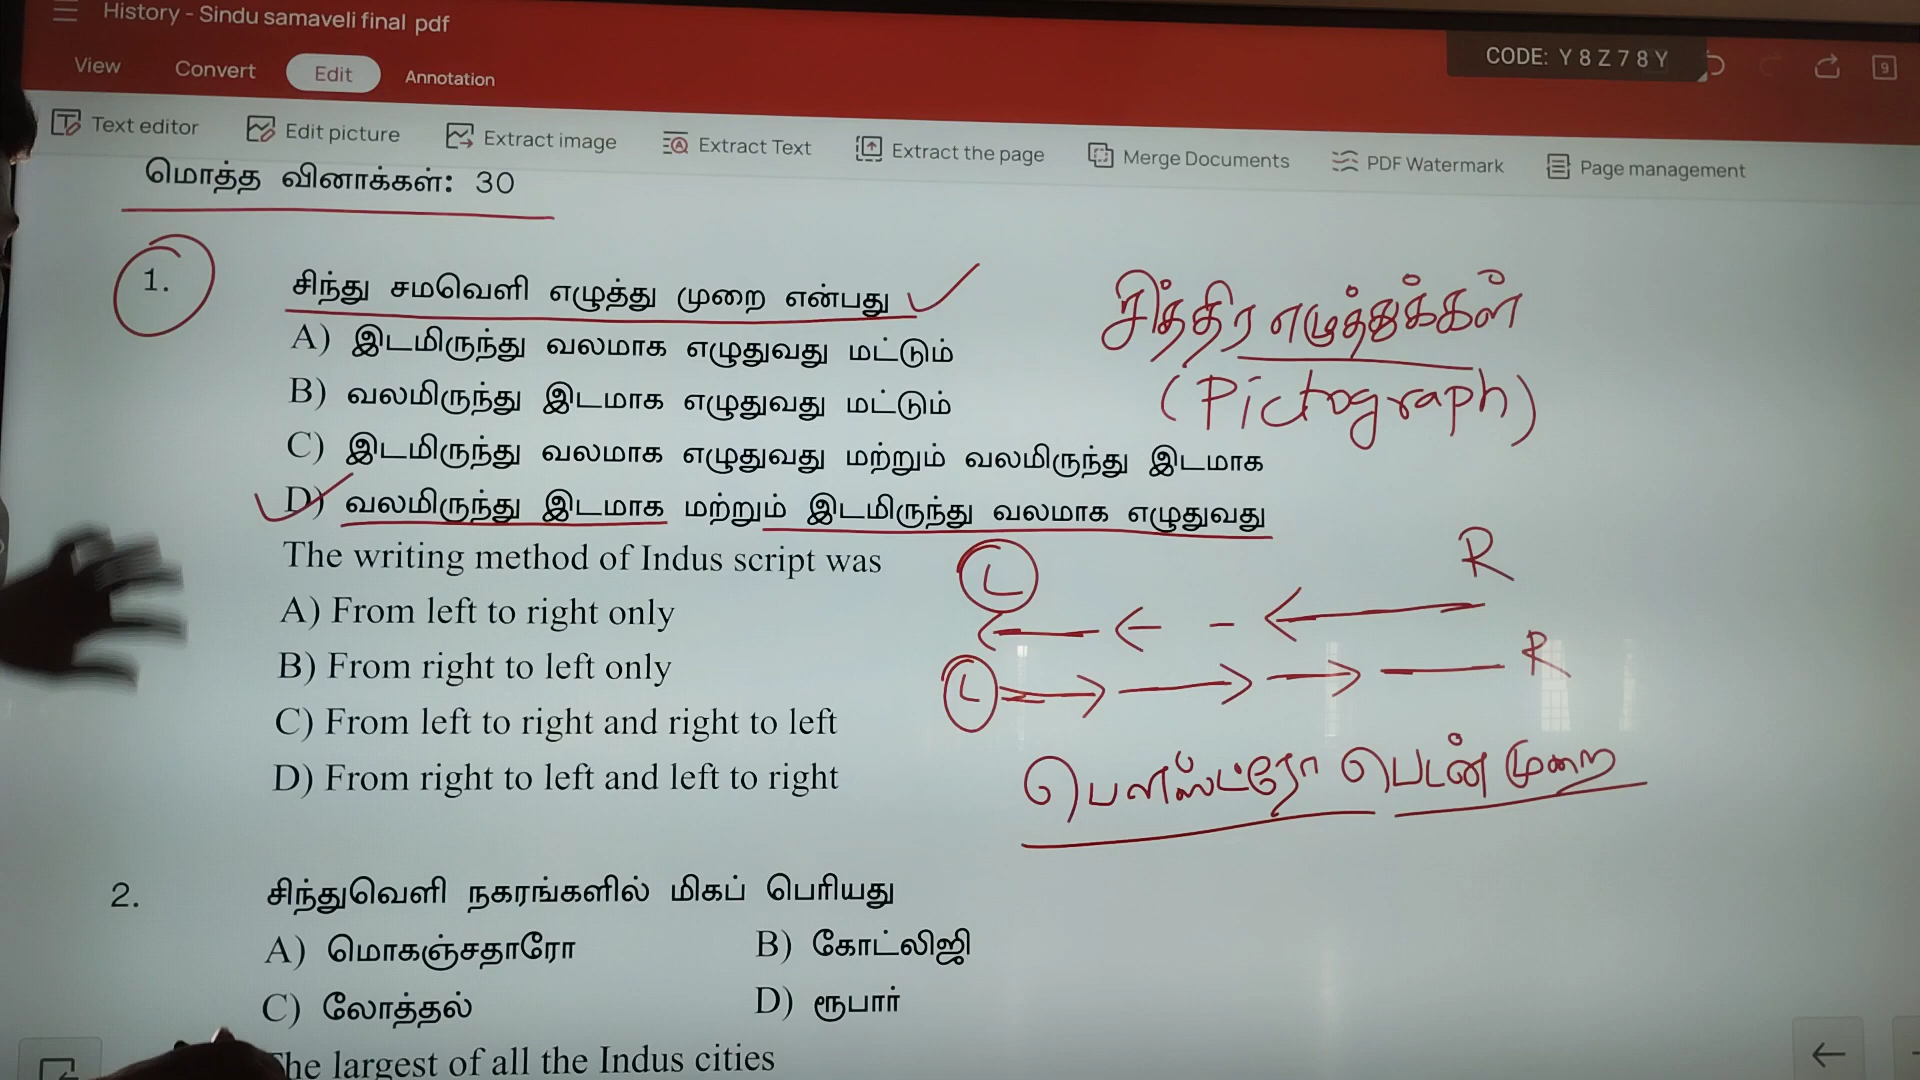 History - Sindu samaveli final pdf
CODE: Y 8 Z 7 8 Y
View Convert Edit Annotation
9
Text editor Edit picture Extract image Extract Text Extract the page Merge Documents PDF Watermark Page management
மொத்த வினாக்கள்: 30
1. சிந்து சமவெளி எழுத்து முறை என்பது
A) இடமிருந்து வலமாக எழுதுவது மட்டும்
B) வலமிருந்து இடமாக எழுதுவது மட்டும்
C) இடமிருந்து வலமாக எழுதுவது மற்றும் வலமிருந்து இடமாக
D) வலமிருந்து இடமாக மற்றும் இடமிருந்து வலமாக எழுதுவது
The writing method of Indus script was
A) From left to right only
B) From right to left only
C) From left to right and right to left
D) From right to left and left to right
சித்திர எழுத்துக்கள்
(Pictograph)
L R
L R
பௌஸ்ட்ரோ பெடன் முறை
2. சிந்துவெளி நகரங்களில் மிகப் பெரியது
A) மொகஞ்சதாரோ B) கோட்லிஜி
C) லோத்தல் D) ரூபார்
The largest of all the Indus cities